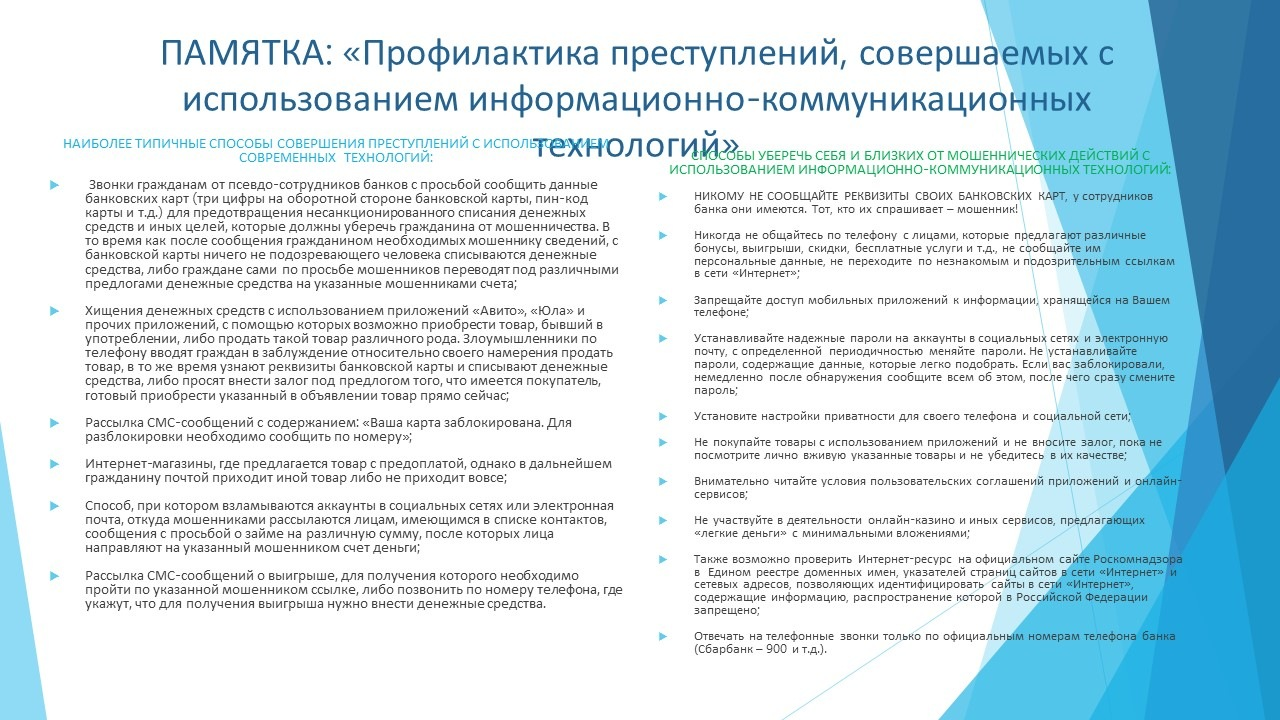 ПАМЯТКА: «Профилактика преступлений, совершаемых с
использованием информационно-коммуникационных
технологий»
НАИБОЛЕЕ ТИПИЧНЫЕ СПОСОБЫ СОВЕРШЕНИЯ ПРЕСТУПЛЕНИЙ С ИСПОЛЬЗОВАНИЕМ
СОВРЕМЕННЫХ ТЕХНОЛОГИЙ:
Звонки гражданам от псевдо-сотрудников банков с просьбой сообщить данные
банковских карт (три цифры на оборотной стороне банковской карты, пин-код
карты и т.д.) для предотвращения несанкционированного списания денежных
средств и иных целей, которые должны уберечь гражданина от мошенничества. В
то время как после сообщения гражданином необходимых мошеннику сведений, с
банковской карты ничего не подозревающего человека списываются денежные
средства, либо граждане сами по просьбе мошенников переводят под различными
предлогами денежные средства на указанные мошенниками счета;
Хищения денежных средств с использованием приложений «Авито», «Юла» и
прочих приложений, с помощью которых возможно приобрести товар, бывший в
употреблении, либо продать такой товар различного рода. Злоумышленники по
телефону вводят граждан в заблуждение относительно своего намерения продать
товар, в то же время узнают реквизиты банковской карты и списывают денежные
средства, либо просят внести залог под предлогом того, что имеется покупатель,
готовый приобрести указанный в объявлении товар прямо сейчас;
Рассылка СМС-сообщений с содержанием: «Ваша карта заблокирована. Для
разблокировки необходимо сообщить по номеру»;
Интернет-магазины, где предлагается товар с предоплатой, однако в дальнейшем
гражданину почтой приходит иной товар либо не приходит вовсе;
Способ, при котором взламываются аккаунты в социальных сетях или электронная
почта, откуда мошенниками рассылаются лицам, имеющимся в списке контактов,
сообщения с просьбой о займе на различную сумму, после которых лица
направляют на указанный мошенником счет деньги;
Рассылка СМС-сообщений о выигрыше, для получения которого необходимо
пройти по указанной мошенником ссылке, либо позвонить по номеру телефона, где
укажут, что для получения выигрыша нужно внести денежные средства.
СПОСОБЫ УБЕРЕЧЬ СЕБЯ И БЛИЗКИХ ОТ МОШЕННИЧЕСКИХ ДЕЙСТВИЙ С
ИСПОЛЬЗОВАНИЕМ ИНФОРМАЦИОННО-КОММУНИКАЦИОННЫХ ТЕХНОЛОГИЙ:
НИКОМУ НЕ СООБЩАЙТЕ РЕКВИЗИТЫ СВОИХ БАНКОВСКИХ КАРТ, у сотрудников
банка они имеются. Тот, кто их спрашивает – мошенник!
Никогда не общайтесь по телефону с лицами, которые предлагают различные
бонусы, выигрыши, скидки, бесплатные услуги и т.д., не сообщайте им
персональные данные, не переходите по незнакомым и подозрительным ссылкам
в сети «Интернет»;
Запрещайте доступ мобильных приложений к информации, хранящейся на Вашем
телефоне;
Устанавливайте надежные пароли на аккаунты в социальных сетях и электронную
почту, с определенной периодичностью меняйте пароли. Не устанавливайте
пароли, содержащие данные, которые легко подобрать. Если вас заблокировали,
немедленно после обнаружения сообщите всем об этом, после чего сразу смените
пароль;
Установите настройки приватности для своего телефона и социальной сети;
Не покупайте товары с использованием приложений и не вносите залог, пока не
посмотрите лично вживую указанные товары и не убедитесь в их качестве;
Внимательно читайте условия пользовательских соглашений приложений и онлайн-
сервисов;
Не участвуйте в деятельности онлайн-казино и иных сервисов, предлагающих
«легкие деньги» с минимальными вложениями;
Также возможно проверить Интернет-ресурс на официальном сайте Роскомнадзора
в Едином реестре доменных имен, указателей страниц сайтов в сети «Интернет» и
сетевых адресов, позволяющих идентифицировать сайты в сети «Интернет»,
содержащие информацию, распространение которой в Российской Федерации
запрещено;
Отвечать на телефонные звонки только по официальным номерам телефона банка
(Сбарбанк – 900 и т.д.).